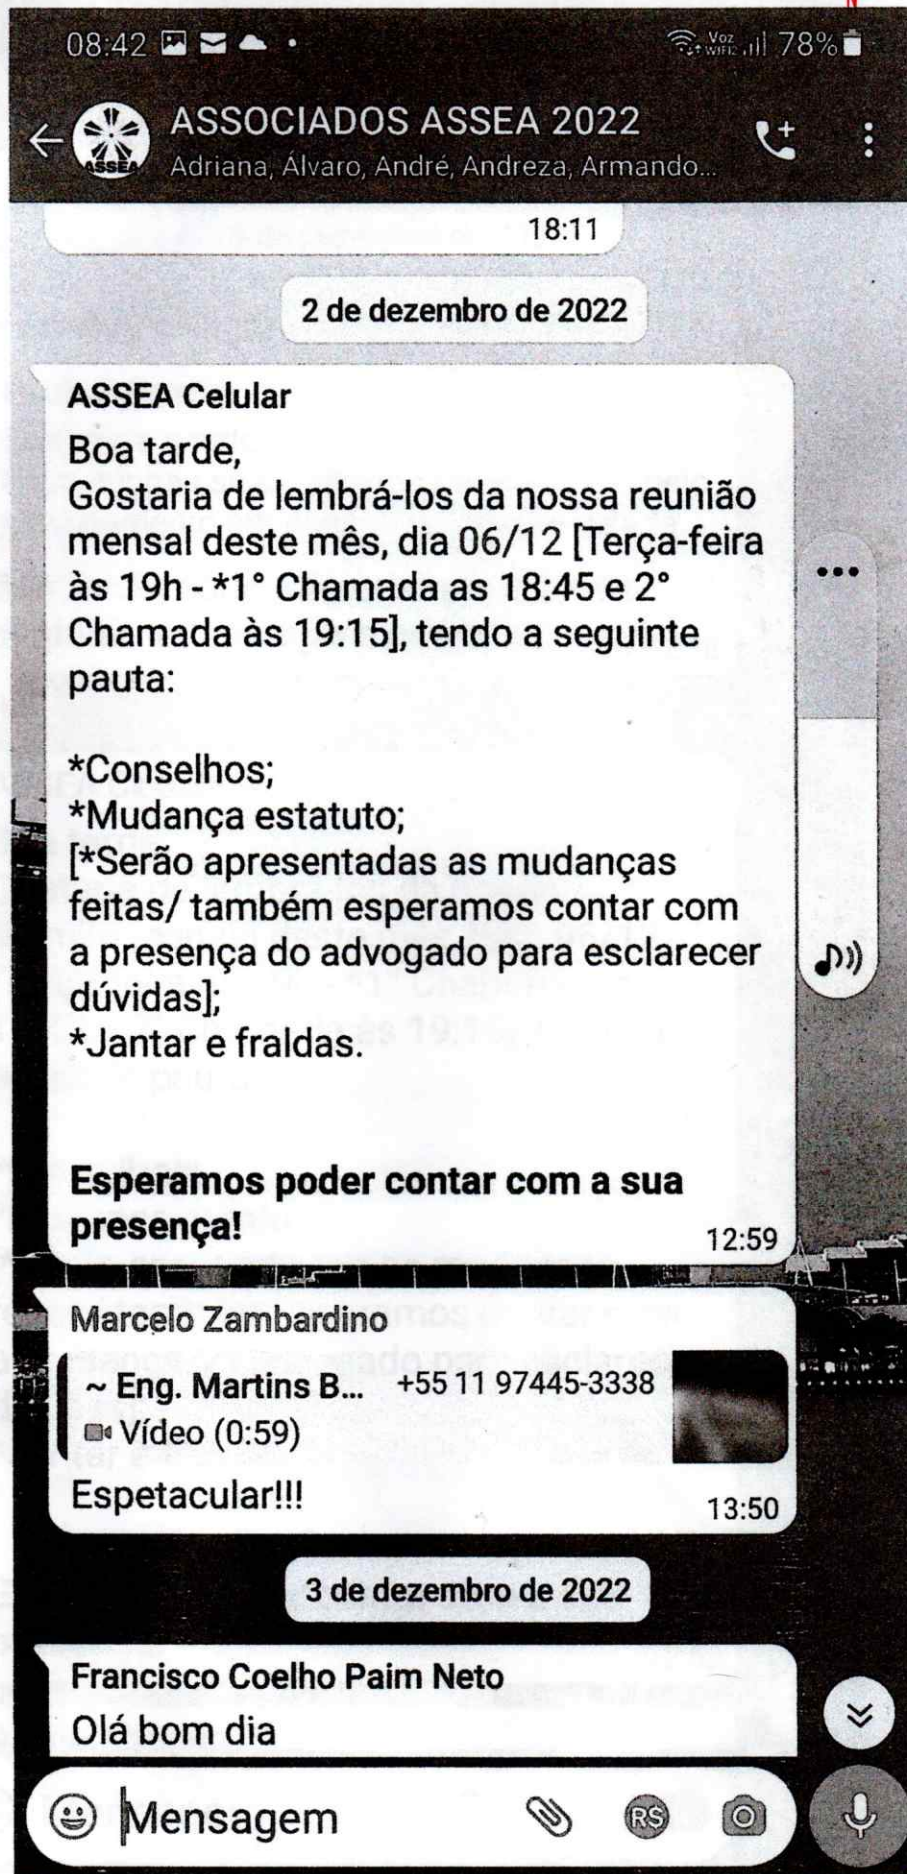 N
08:42
Voz
WIFI2
78%
ASSEA
ASSOCIADOS ASSEA 2022
Adriana, Álvaro, André, Andreza, Armando...
18:11
2 de dezembro de 2022
ASSEA Celular
Boa tarde,
Gostaria de lembrá-los da nossa reunião
mensal deste mês, dia 06/12 [Terça-feira
às 19h - *1° Chamada as 18:45 e 2°
Chamada às 19:15], tendo a seguinte
pauta:
*Conselhos;
*Mudança estatuto;
[*Serão apresentadas as mudanças
feitas/ também esperamos contar com
a presença do advogado para esclarecer
dúvidas];
*Jantar e fraldas.
Esperamos poder contar com a sua
presença!
12:59
Marcelo Zambardino
~ Eng. Martins B... +55 11 97445-3338
Vídeo (0:59)
Espetacular!!!
13:50
3 de dezembro de 2022
Francisco Coelho Paim Neto
Olá bom dia
Mensagem
R$